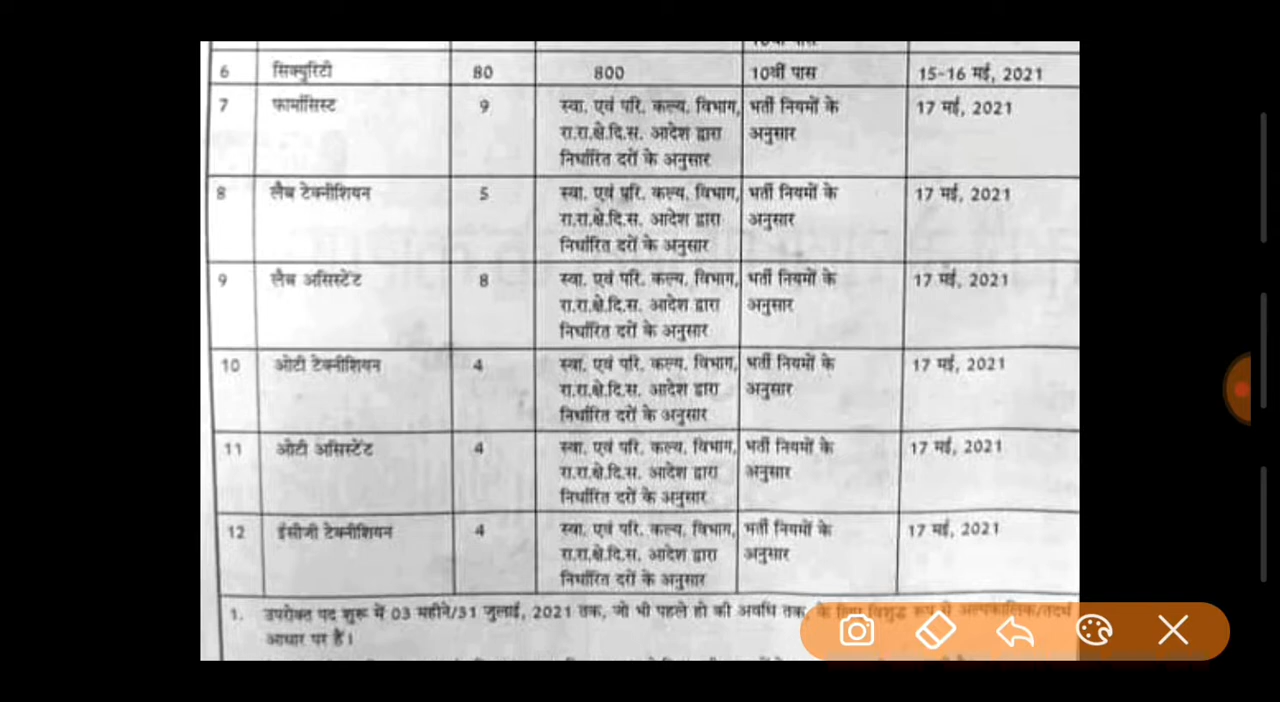 6 सिक्युरिटी 80 800 10वीं पास 15-16 मई, 2021
7 फार्मासिस्ट 9 स्वा. एवं परि. कल्य. विभाग, भर्ती नियमों के 17 मई, 2021
रा.रा.क्षे.दि.स. आदेश द्वारा अनुसार
निर्धारित दरों के अनुसार
8 लैब टेक्नीशियन 5 स्वा. एवं परि. कल्य. विभाग, भर्ती नियमों के 17 मई, 2021
रा.रा.क्षे.दि.स. आदेश द्वारा अनुसार
निर्धारित दरों के अनुसार
9 लैब असिस्टेंट 8 स्वा. एवं परि. कल्य. विभाग, भर्ती नियमों के 17 मई, 2021
रा.रा.क्षे.दि.स. आदेश द्वारा अनुसार
निर्धारित दरों के अनुसार
10 ओटी टेक्नीशियन 4 स्वा. एवं परि. कल्य. विभाग, भर्ती नियमों के 17 मई, 2021
रा.रा.क्षे.दि.स. आदेश द्वारा अनुसार
निर्धारित दरों के अनुसार
11 ओटी असिस्टेंट 4 स्वा. एवं परि. कल्य. विभाग, भर्ती नियमों के 17 मई, 2021
रा.रा.क्षे.दि.स. आदेश द्वारा अनुसार
निर्धारित दरों के अनुसार
12 ईसीजी टेक्नीशियन 4 स्वा. एवं परि. कल्य. विभाग, भर्ती नियमों के 17 मई, 2021
रा.रा.क्षे.दि.स. आदेश द्वारा अनुसार
निर्धारित दरों के अनुसार
1. उपरोक्त पद शुरू में 03 महीने/31 जुलाई, 2021 तक, जो भी पहले हो की अवधि तक, के लिए विशुद्ध रूप से अल्पकालिक/तदर्थ
आधार पर हैं।